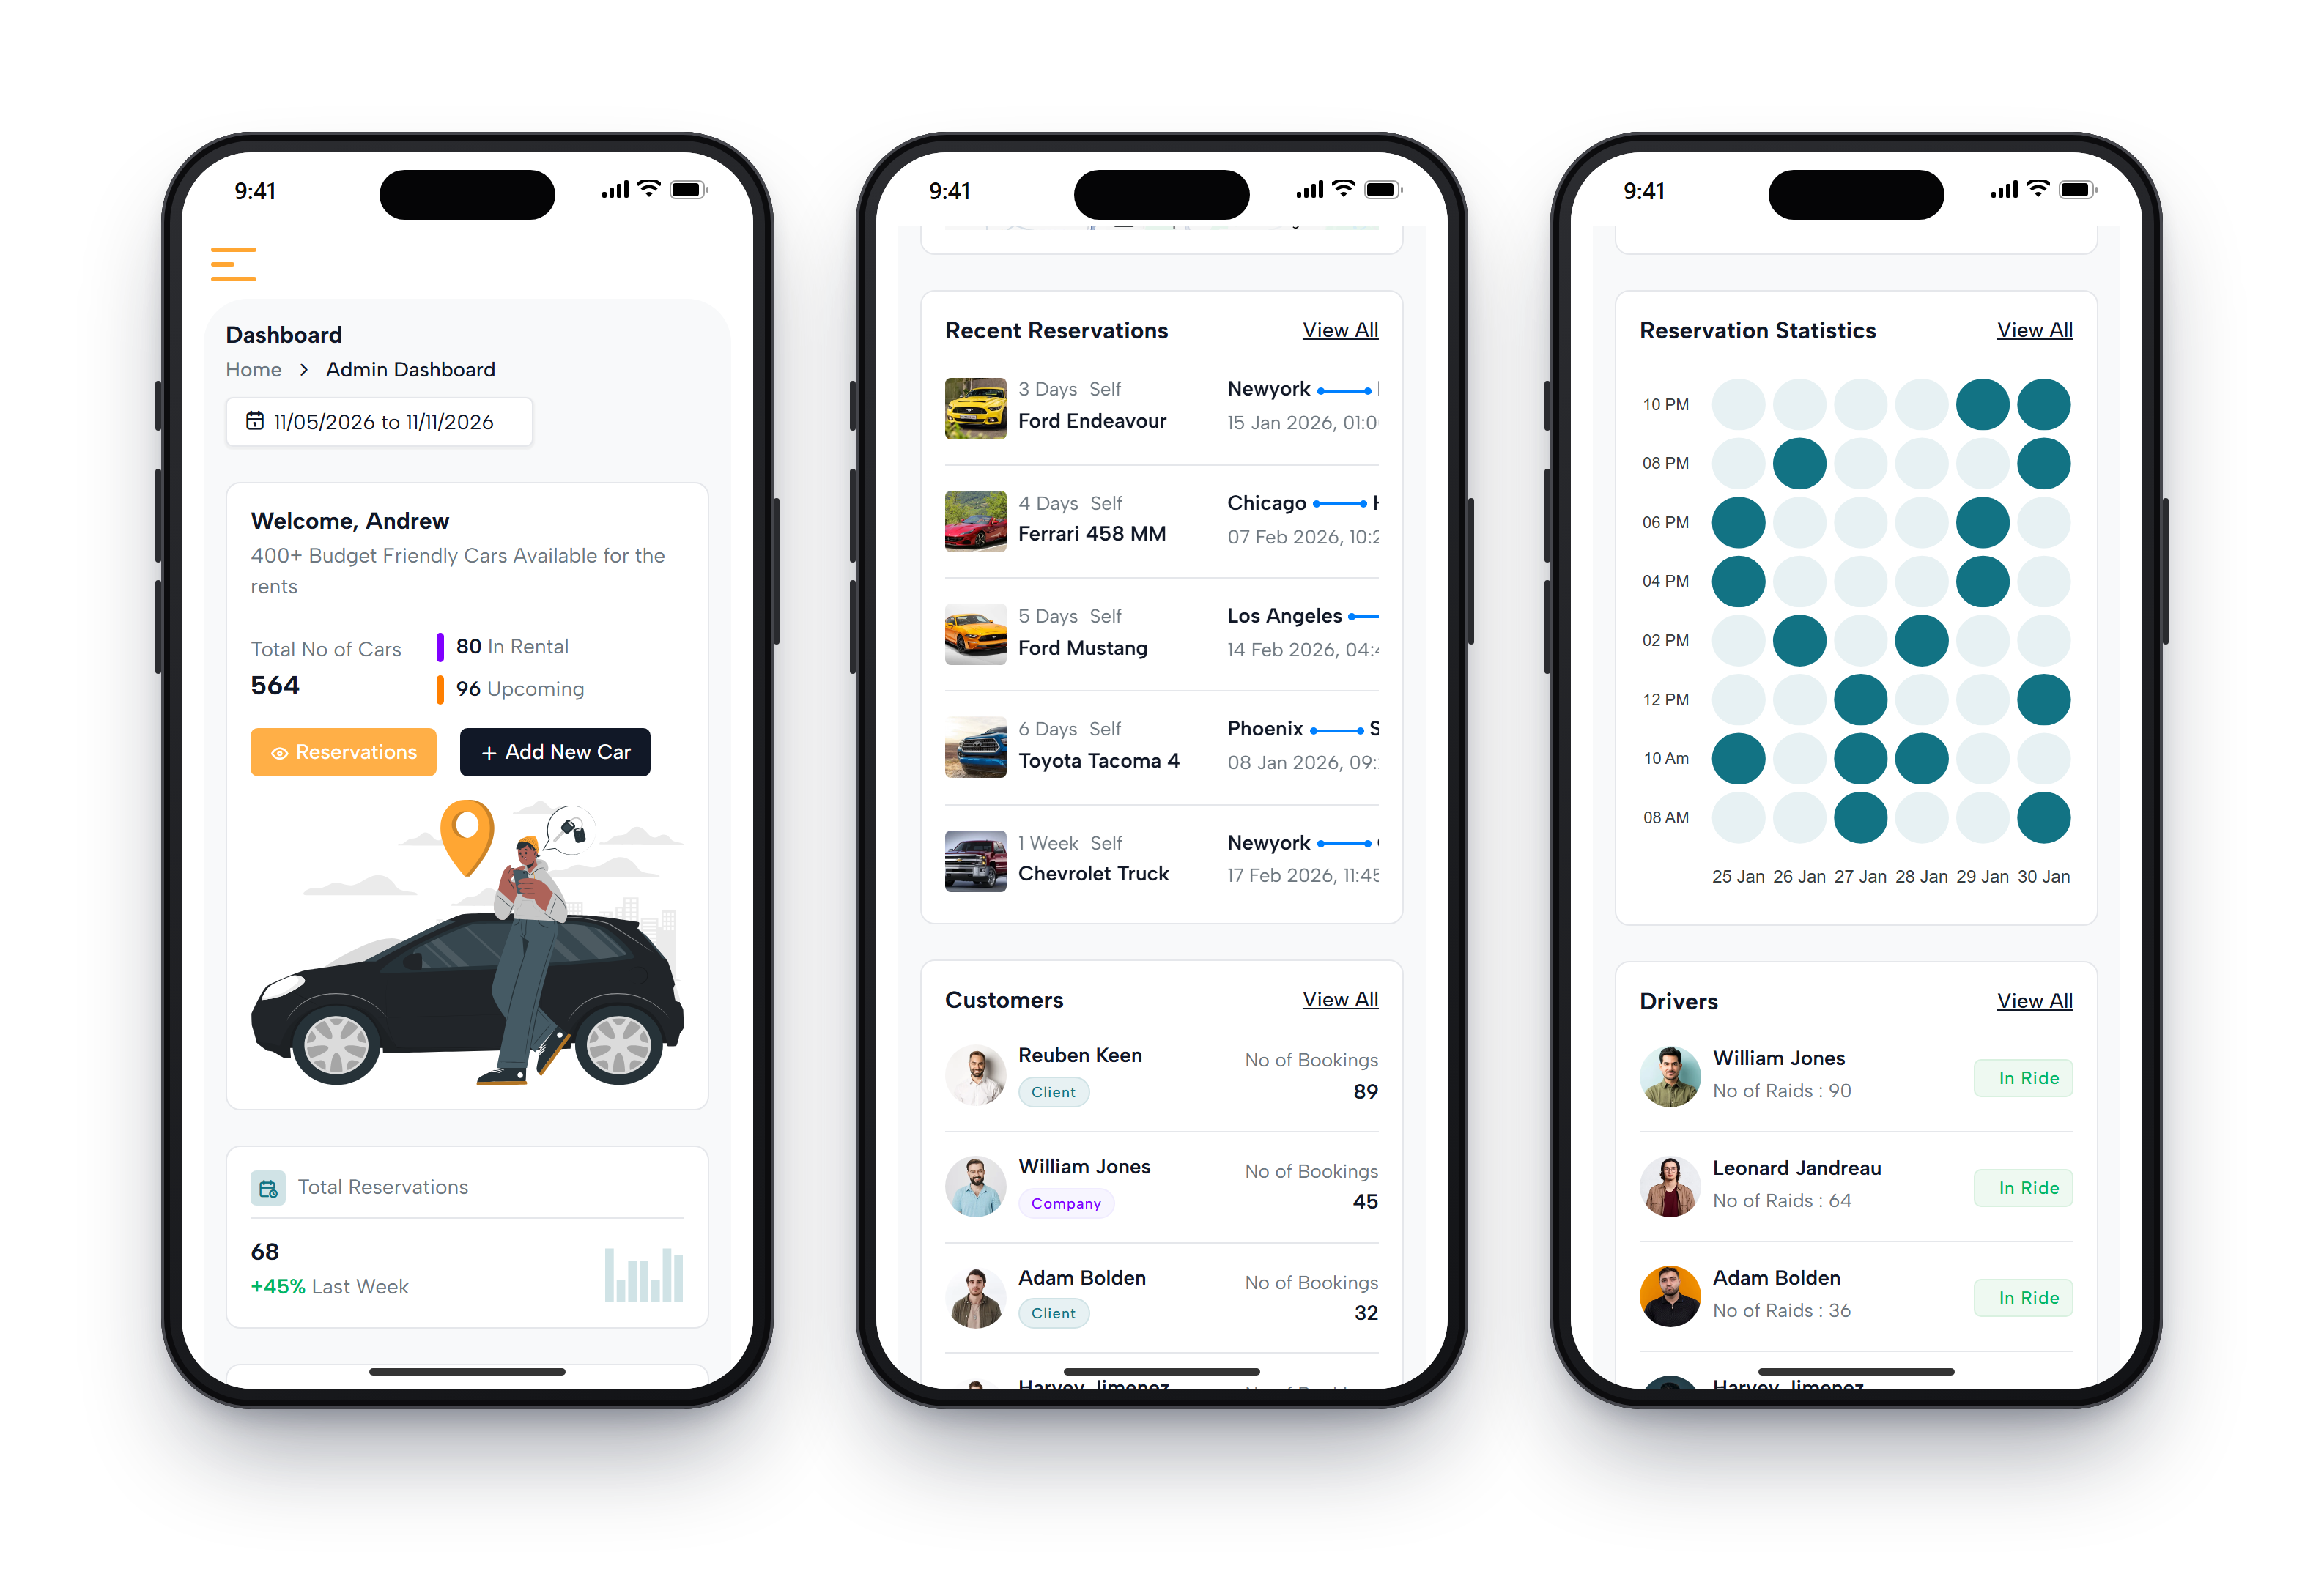 9:41
Dashboard
Home > Admin Dashboard
11/05/2026 to 11/11/2026
Welcome, Andrew
400+ Budget Friendly Cars Available for the
rents
Total No of Cars
564
80 In Rental
96 Upcoming
Reservations
+ Add New Car
Total Reservations
68
+45% Last Week
9:41
Recent Reservations View All
3 Days Self
Ford Endeavour
Newyork
15 Jan 2026, 01:0
4 Days Self
Ferrari 458 MM
Chicago
07 Feb 2026, 10:2
5 Days Self
Ford Mustang
Los Angeles
14 Feb 2026, 04:4
6 Days Self
Toyota Tacoma 4
Phoenix S
08 Jan 2026, 09:
1 Week Self
Chevrolet Truck
Newyork
17 Feb 2026, 11:45
Customers View All
Reuben Keen
Client
No of Bookings
89
William Jones
Company
No of Bookings
45
Adam Bolden
Client
No of Bookings
32
Harvey Jimenez
9:41
Reservation Statistics View All
10 PM
08 PM
06 PM
04 PM
02 PM
12 PM
10 Am
08 AM
25 Jan 26 Jan 27 Jan 28 Jan 29 Jan 30 Jan
Drivers View All
William Jones
No of Raids : 90
In Ride
Leonard Jandreau
No of Raids : 64
In Ride
Adam Bolden
No of Raids : 36
In Ride
Harvey Jimenez